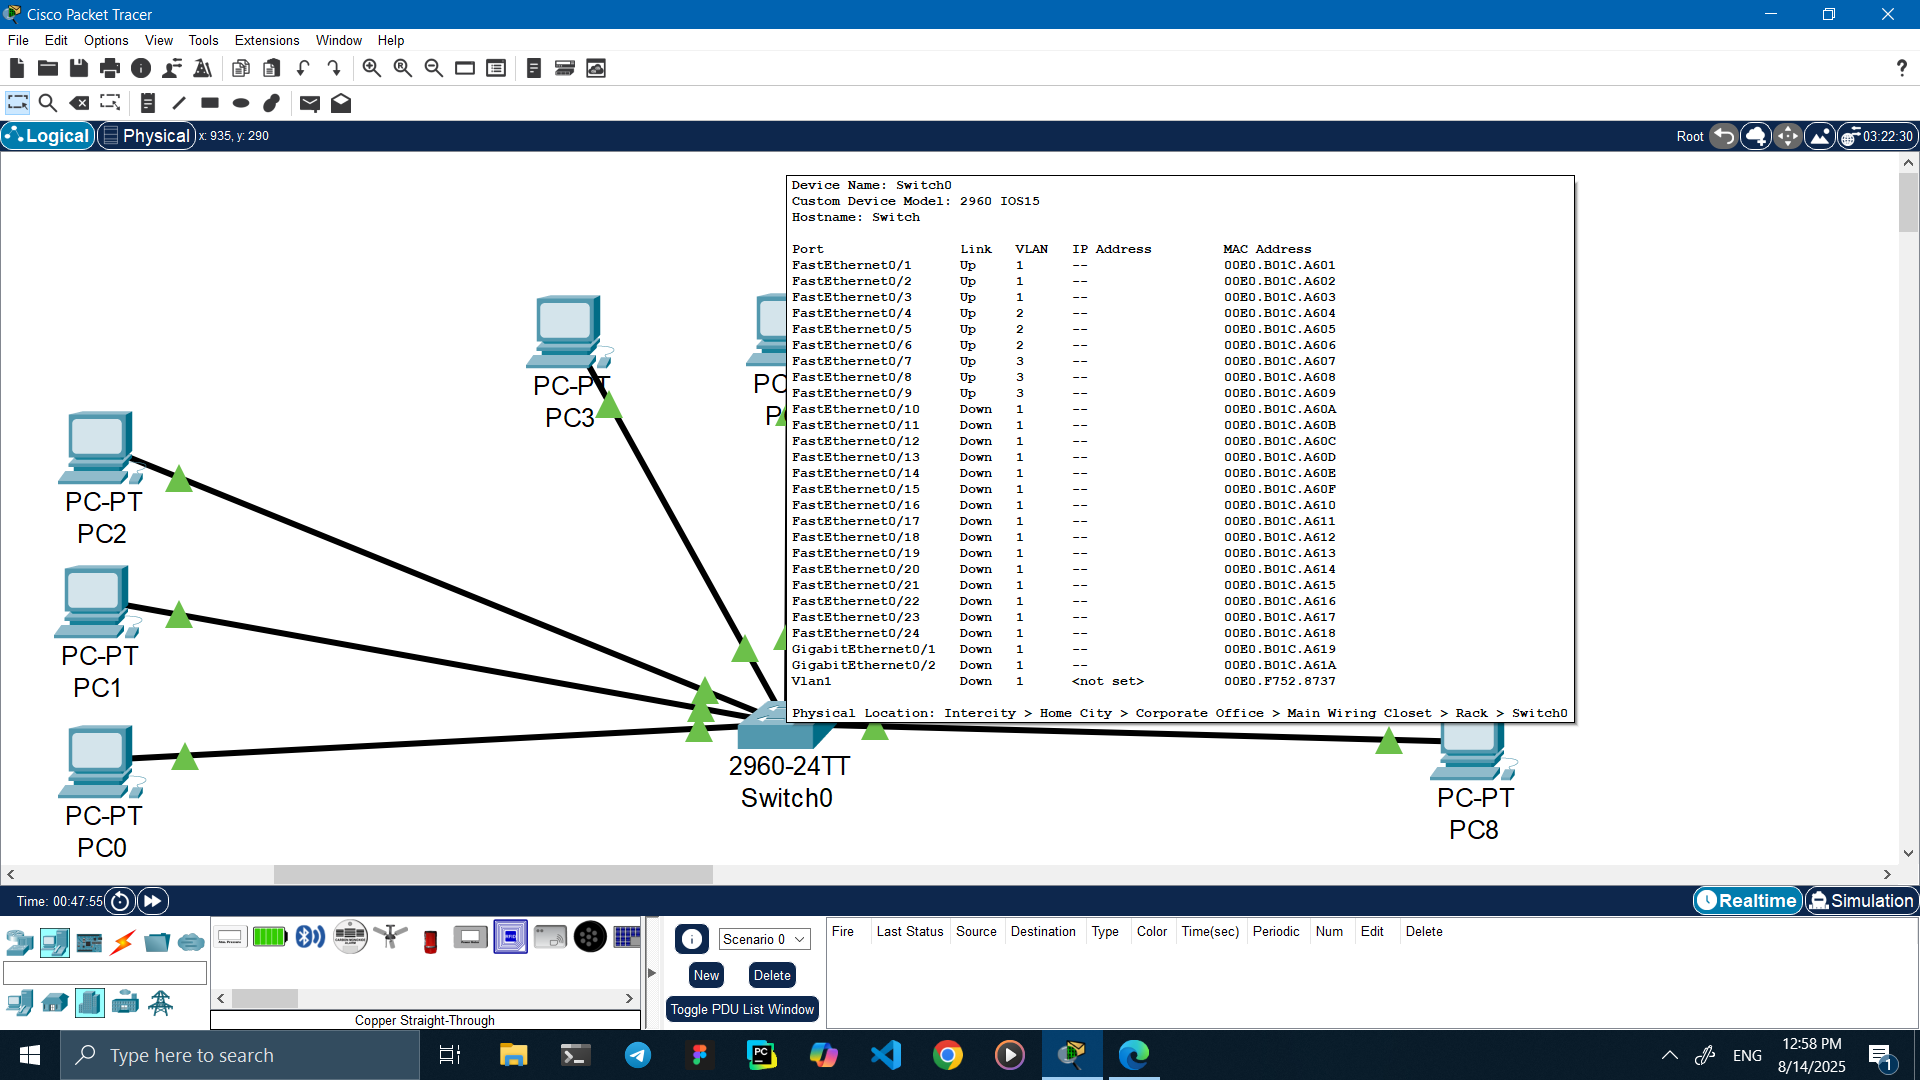 Cisco Packet Tracer
File Edit Options View Tools Extensions Window Help
?
Logical Physical x: 935, y: 290 Root 03:22:30
Device Name: Switch0
Custom Device Model: 2960 IOS15
Hostname: Switch
Port Link VLAN IP Address MAC Address
FastEthernet0/1 Up 1 -- 00E0.B01C.A601
FastEthernet0/2 Up 1 -- 00E0.B01C.A602
FastEthernet0/3 Up 1 -- 00E0.B01C.A603
FastEthernet0/4 Up 2 -- 00E0.B01C.A604
FastEthernet0/5 Up 2 -- 00E0.B01C.A605
FastEthernet0/6 Up 2 -- 00E0.B01C.A606
FastEthernet0/7 Up 3 -- 00E0.B01C.A607
FastEthernet0/8 Up 3 -- 00E0.B01C.A608
FastEthernet0/9 Up 3 -- 00E0.B01C.A609
FastEthernet0/10 Down 1 -- 00E0.B01C.A60A
FastEthernet0/11 Down 1 -- 00E0.B01C.A60B
FastEthernet0/12 Down 1 -- 00E0.B01C.A60C
FastEthernet0/13 Down 1 -- 00E0.B01C.A60D
FastEthernet0/14 Down 1 -- 00E0.B01C.A60E
FastEthernet0/15 Down 1 -- 00E0.B01C.A60F
FastEthernet0/16 Down 1 -- 00E0.B01C.A610
FastEthernet0/17 Down 1 -- 00E0.B01C.A611
FastEthernet0/18 Down 1 -- 00E0.B01C.A612
FastEthernet0/19 Down 1 -- 00E0.B01C.A613
FastEthernet0/20 Down 1 -- 00E0.B01C.A614
FastEthernet0/21 Down 1 -- 00E0.B01C.A615
FastEthernet0/22 Down 1 -- 00E0.B01C.A616
FastEthernet0/23 Down 1 -- 00E0.B01C.A617
FastEthernet0/24 Down 1 -- 00E0.B01C.A618
GigabitEthernet0/1 Down 1 -- 00E0.B01C.A619
GigabitEthernet0/2 Down 1 -- 00E0.B01C.A61A
Vlan1 Down 1 <not set> 00E0.F752.8737
Physical Location: Intercity > Home City > Corporate Office > Main Wiring Closet > Rack > Switch0
PC-PT
PC3
PC
P
PC-PT
PC2
PC-PT
PC1
PC-PT
PC0
2960-24TT
Switch0
PC-PT
PC8
Time: 00:47:55 Realtime Simulation
Scenario 0
New Delete
Toggle PDU List Window
Copper Straight-Through
Fire Last Status Source Destination Type Color Time(sec) Periodic Num Edit Delete
Type here to search
PC
ENG
12:58 PM
8/14/2025
1